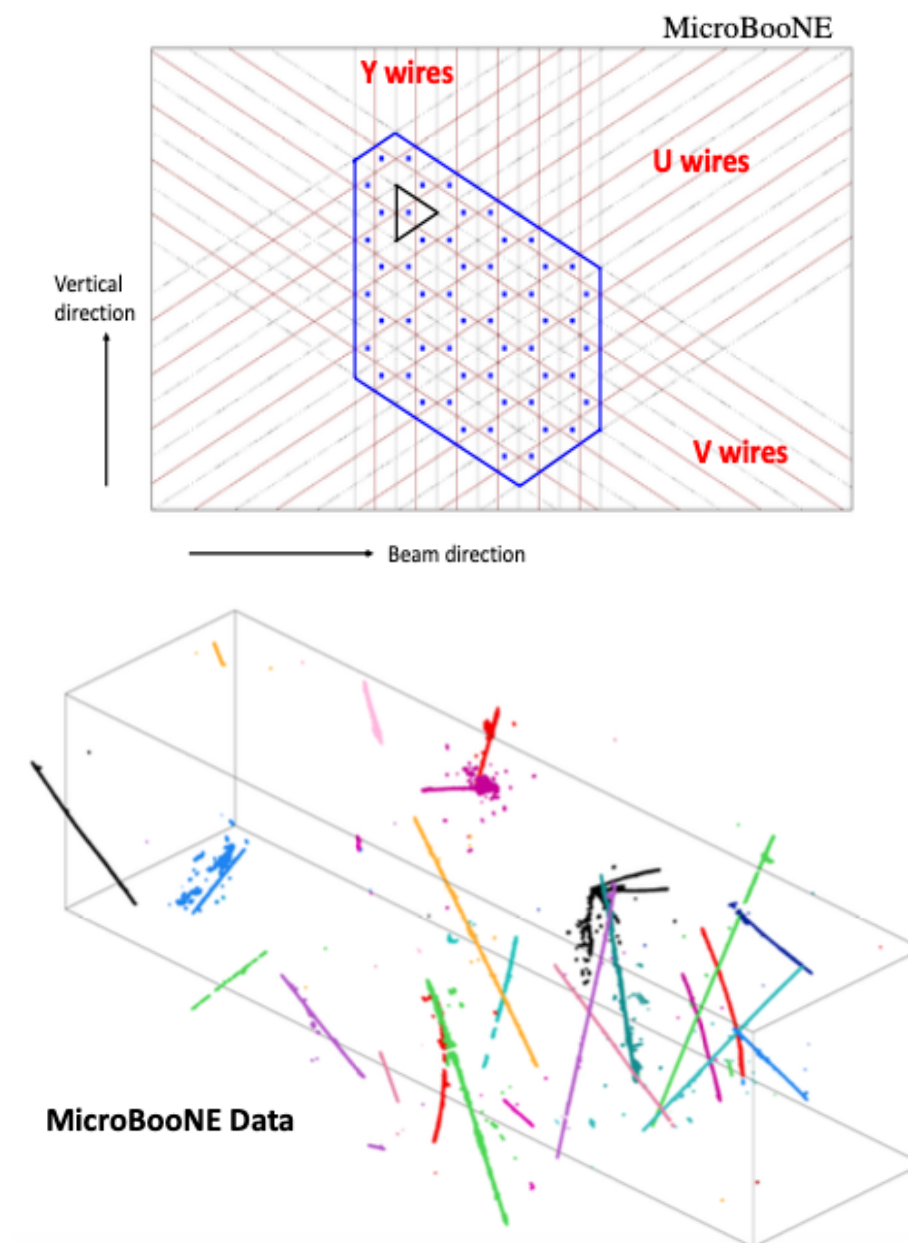 MicroBooNE
Y wires
U wires
Vertical
direction
V wires
Beam direction
MicroBooNE Data